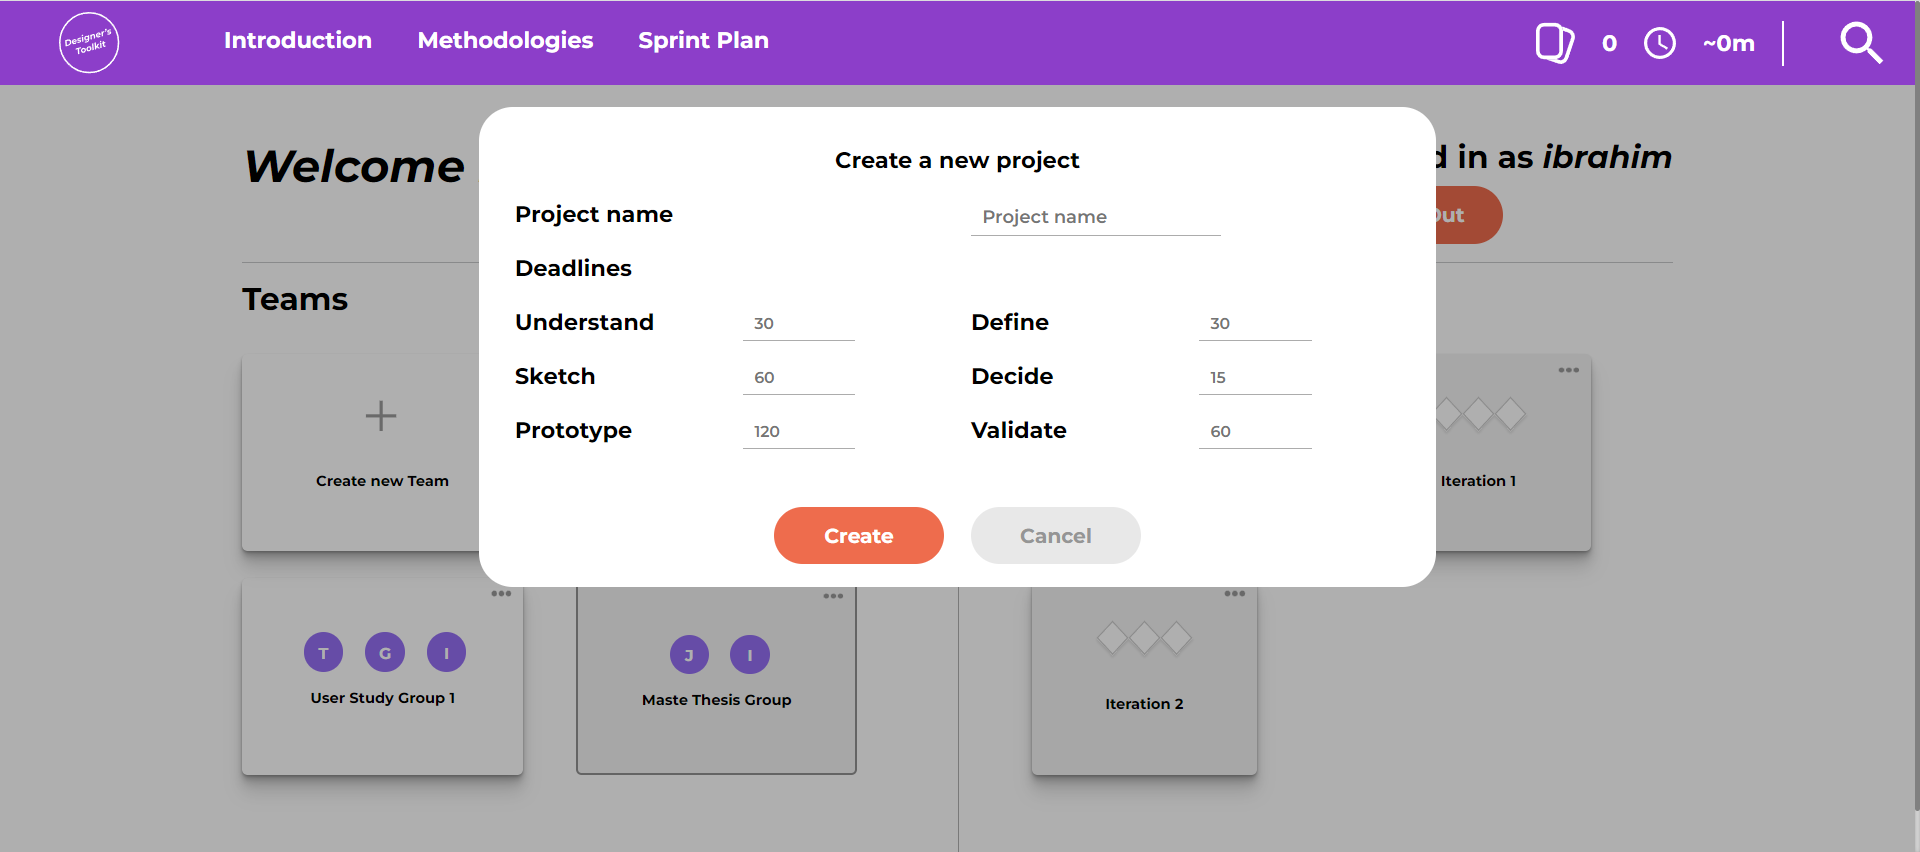 Designer's
Toolkit
Introduction
Methodologies
Sprint Plan
0
~0m
Welcome
d in as ibrahim
Out
Create a new project
Project name
Project name
Deadlines
Understand
30
Define
30
Sketch
60
Decide
15
Prototype
120
Validate
60
Create
Cancel
Teams
Create new Team
Iteration 1
T
G
I
User Study Group 1
J
I
Maste Thesis Group
Iteration 2